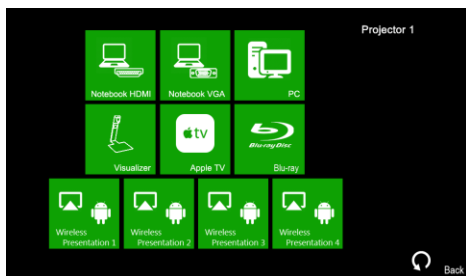 Projector 1
Notebook HDMI
Notebook VGA
PC
Visualizer
tv
Apple TV
Blu-ray Disc
Blu-ray
Wireless
Presentation 1
Wireless
Presentation 2
Wireless
Presentation 3
Wireless
Presentation 4
Back